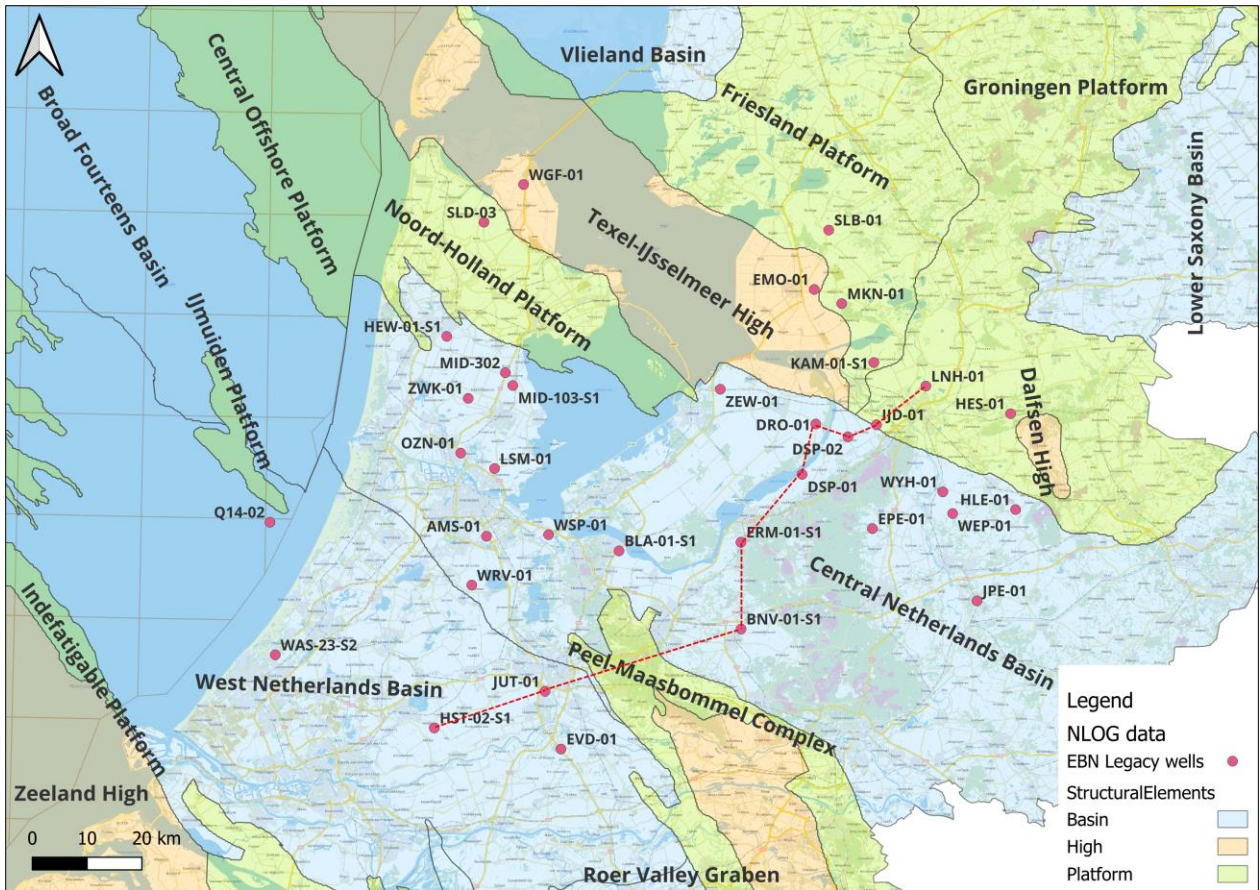 Vlieland Basin
Central Offshore Platform
Broad Fourteens Basin
Groningen Platform
Friesland Platform
Lower Saxony Basin
WGF-01
SLD-03
Noord-Holland Platform
Texel-IJsselmeer High
SLB-01
EMO-01
MKN-01
IJmuiden Platform
HEW-01-S1
MID-302
MID-103-S1
ZWK-01
KAM-01-S1
LNH-01
ZEW-01
DRO-01
IJD-01
HES-01
Dalfsen High
DSP-02
OZN-01
LSM-01
DSP-01
WYH-01
HLE-01
WEP-01
EPE-01
Q14-02
AMS-01
WSP-01
BLA-01-S1
ERM-01-S1
WRV-01
Central Netherlands Basin
JPE-01
Indefatigable Platform
BNV-01-S1
WAS-23-S2
West Netherlands Basin
JUT-01
Peel-Maasbommel Complex
HST-02-S1
EVD-01
Zeeland High
0 10 20 km
Roer Valley Graben
Legend
NLOG data
EBN Legacy wells
StructuralElements
Basin
High
Platform